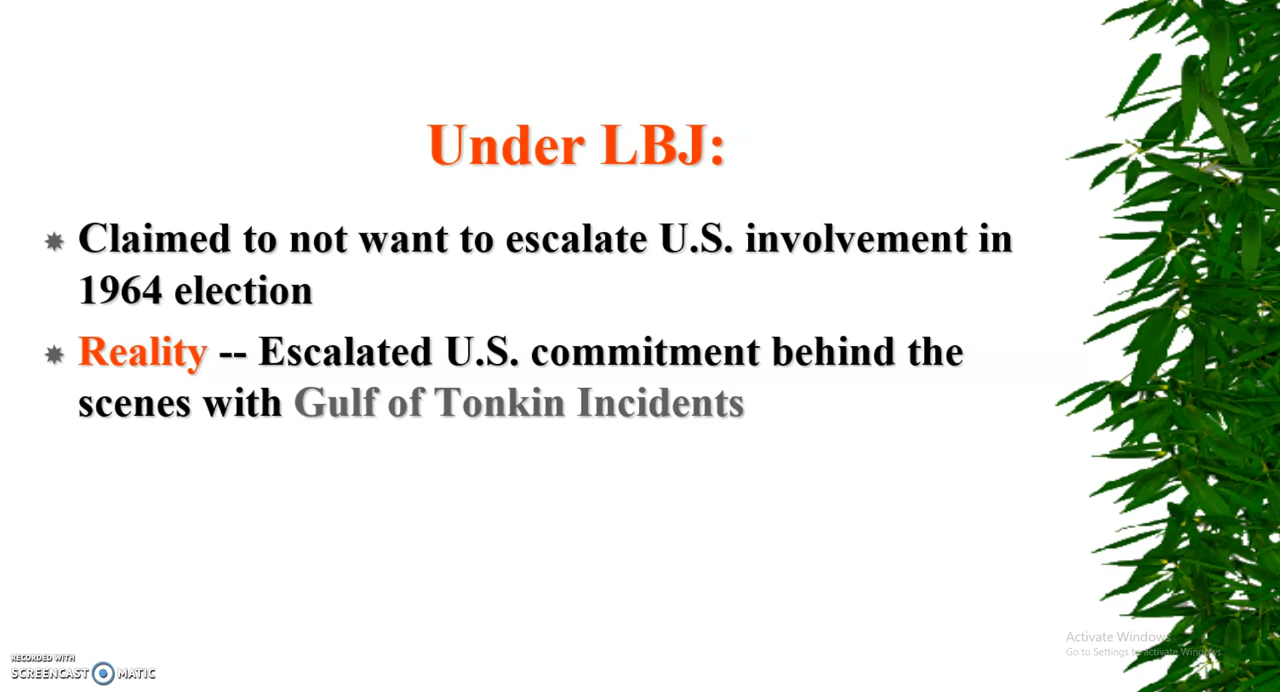 Under LBJ:
Claimed to not want to escalate U.S. involvement in
1964 election
Reality -- Escalated U.S. commitment behind the
scenes with Gulf of Tonkin Incidents
Activate Windows
Go to Settings to activate Windows.
RECORDED WITH
SCREENCAST MATIC